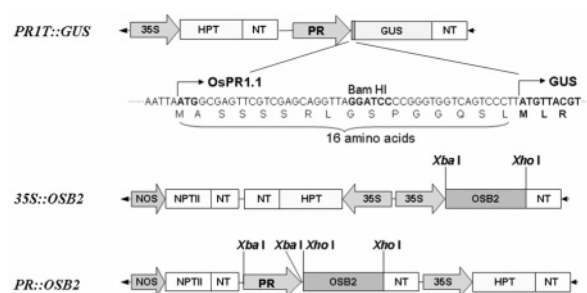 PR1T::GUS 35S HPT NT PR GUS
OsPR1.1 GUS
Bam HI
AATTAATGGCGAGTTCGTCGAGCAGGTTAGGATCCCCGGGTGGTCAGTCCCTTATGTTACGT
M A S S S R L G S P G G Q S L M L R
16 amino acids
Xba I Xho I
35S::OSB2 NOS NPTII NT NT HPT 35S 35S OSB2 NT
Xba I Xba I Xho I Xho I
PR::OSB2 NOS NPTII NT PR OSB2 NT 35S HPT NT